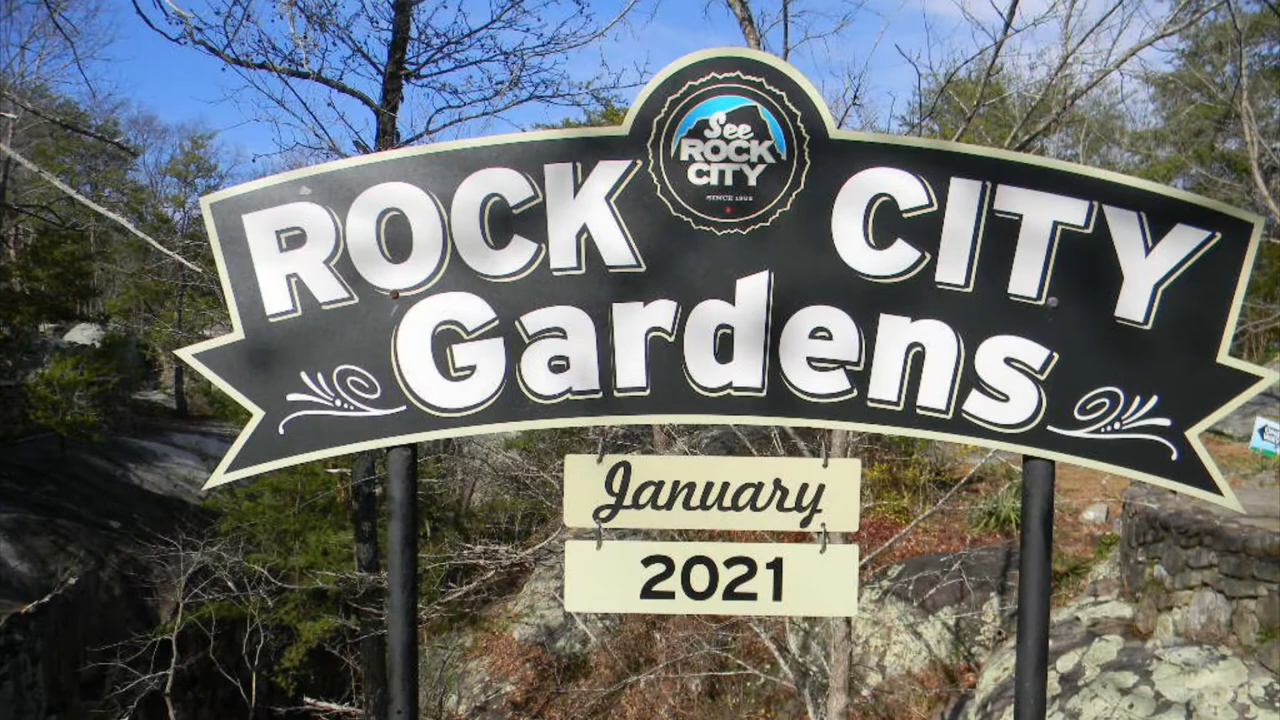 See
ROCK
CITY
SINCE 1932
ROCK CITY
Gardens
January
2021